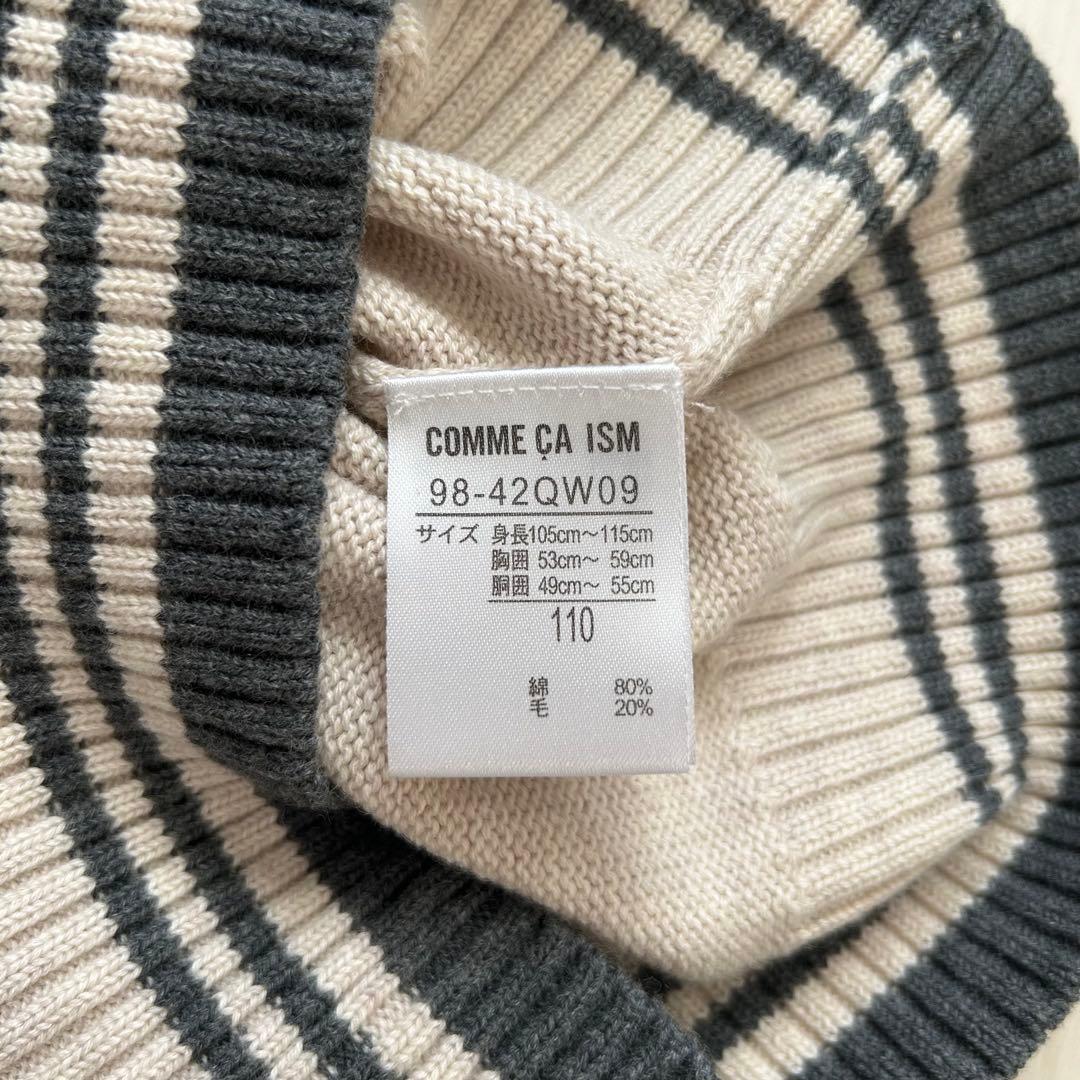 COMME ÇA ISM
98-42QW09
サイズ 身長105cm～115cm
胸囲 53cm～ 59cm
胴囲 49cm～ 55cm
110
綿 80%
毛 20%